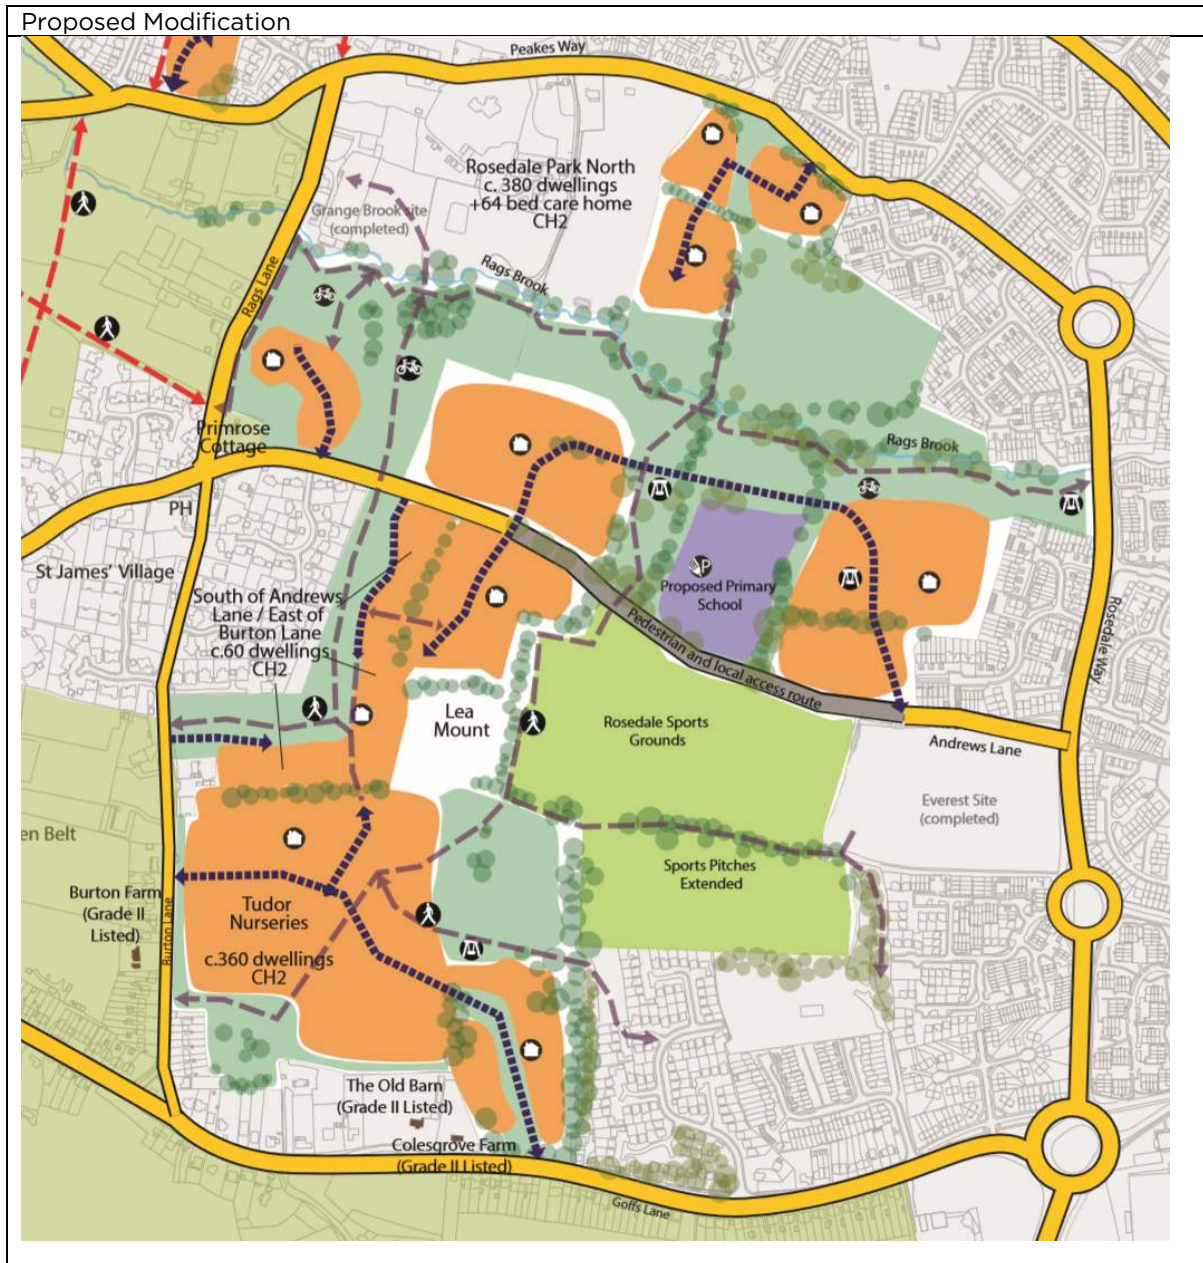 Proposed Modification
Peakes Way
Rosedale Park North
c. 380 dwellings
+64 bed care home
CH2
Grange Brook site
(completed)
Rags Brook
Rags Lane
Primrose
Cottage
Rags Brook
PH
St James' Village
South of Andrews
Lane / East of
Burton Lane
c.60 dwellings
CH2
P
Proposed Primary
School
Pedestrian and local access route
Rosedale Way
Lea
Mount
Rosedale Sports
Grounds
Andrews Lane
Everest Site
(completed)
en Belt
Sports Pitches
Extended
Burton Farm
(Grade II
Listed)
Burton Lane
Tudor
Nurseries
c.360 dwellings
CH2
The Old Barn
(Grade II Listed)
Colesgrove Farm
(Grade II Listed)
Goffs Lane